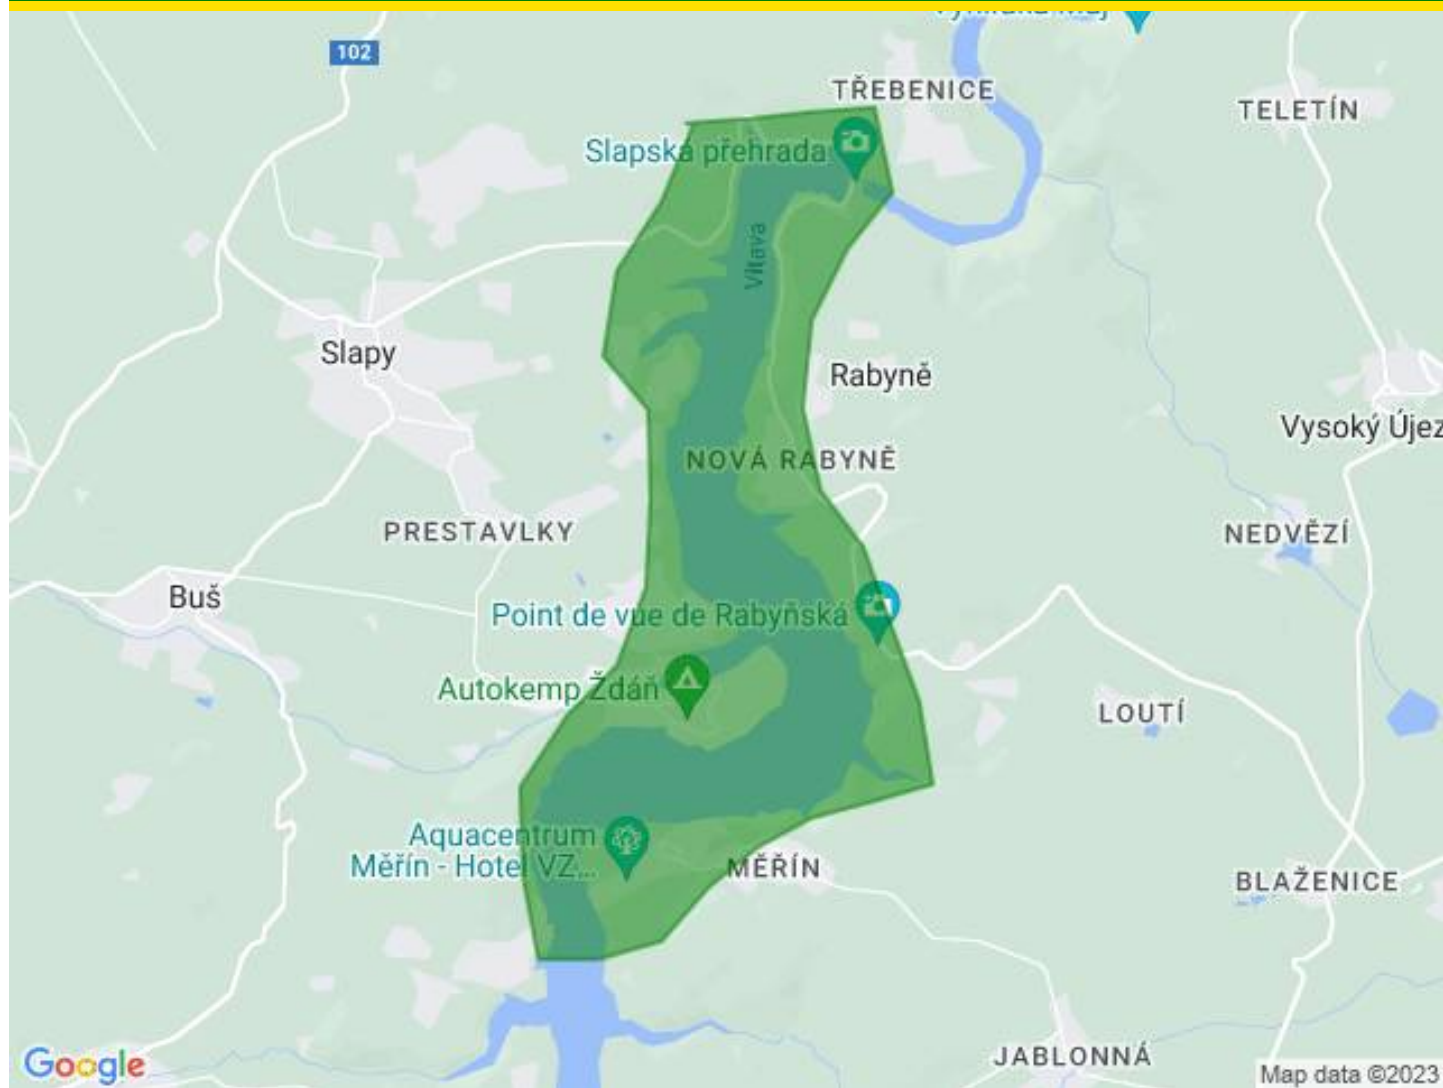 102
TŘEBENICE
TELETÍN
Slapská přehrada
Vltava
Slapy
Rabyně
Vysoký Újez
NOVÁ RABYNĚ
PRESTAVLKY
NEDVĚZÍ
Buš
Point de vue de Rabyňská
Autokemp Ždáň
LOUTÍ
Aquacentrum
Měřín - Hotel VZ...
MĚŘÍN
BLAŽENICE
JABLONNÁ
Google
Map data ©2023